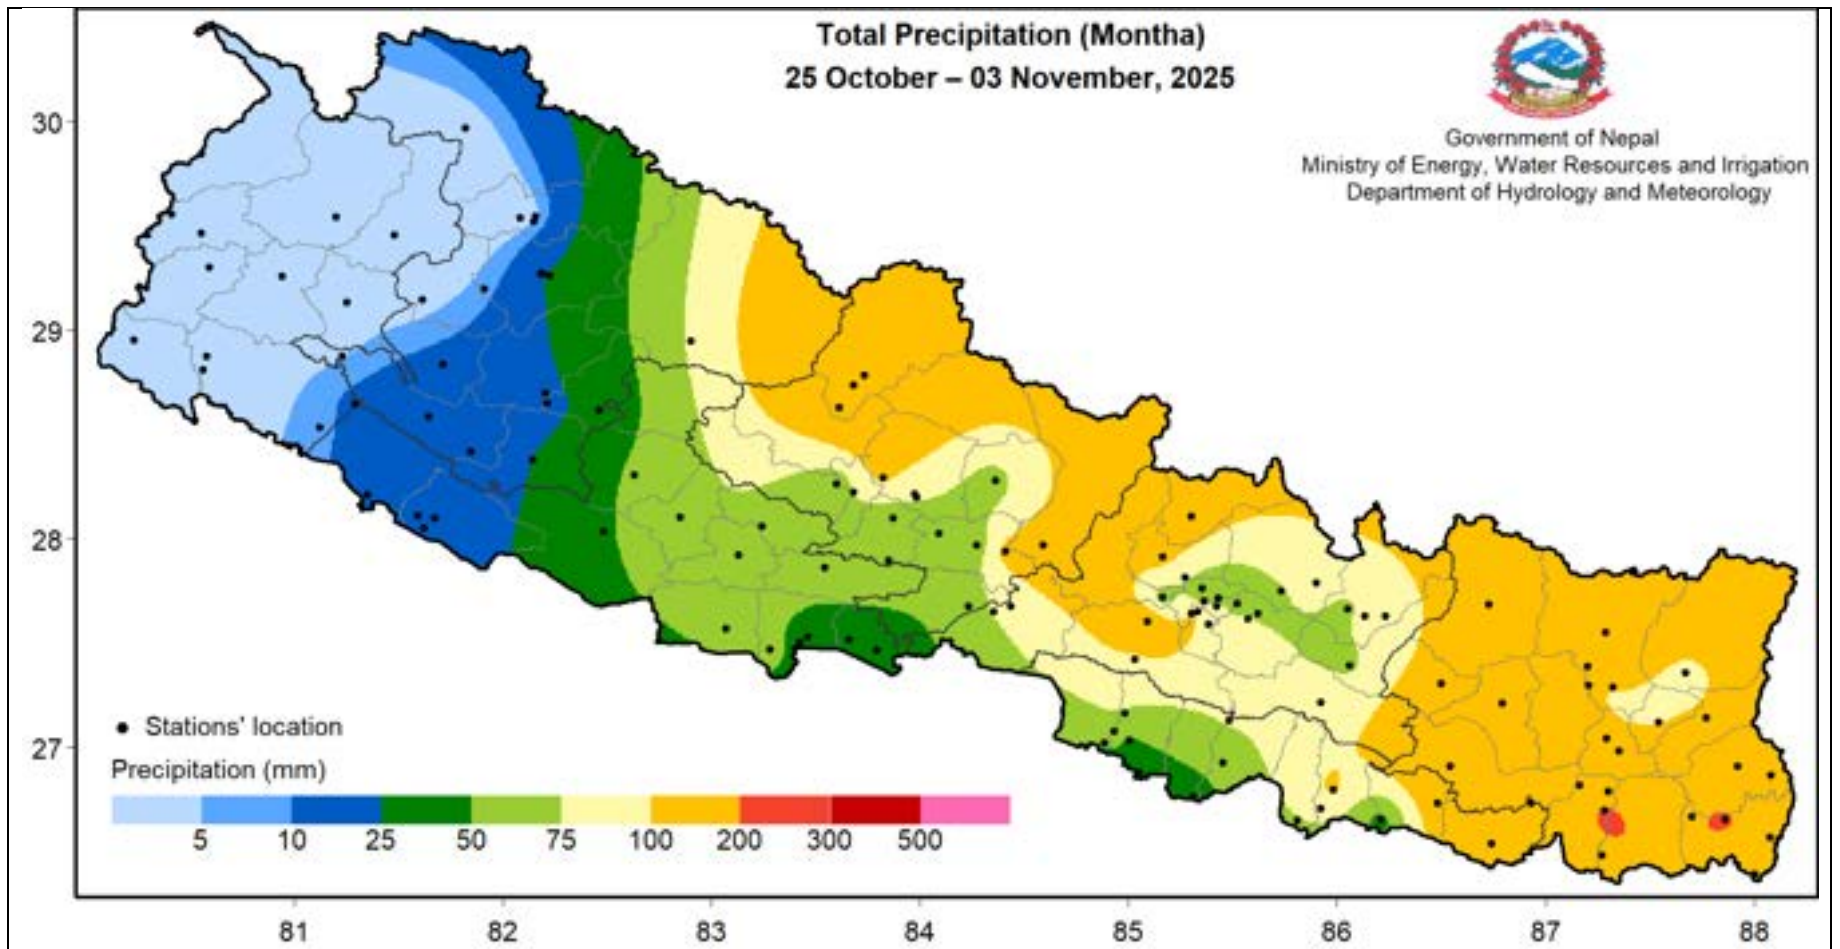 Total Precipitation (Montha)
25 October – 03 November, 2025
Government of Nepal
Ministry of Energy, Water Resources and Irrigation
Department of Hydrology and Meteorology
30
29
28
27
Stations' location
Precipitation (mm)
5 10 25 50 75 100 200 300 500
81 82 83 84 85 86 87 88